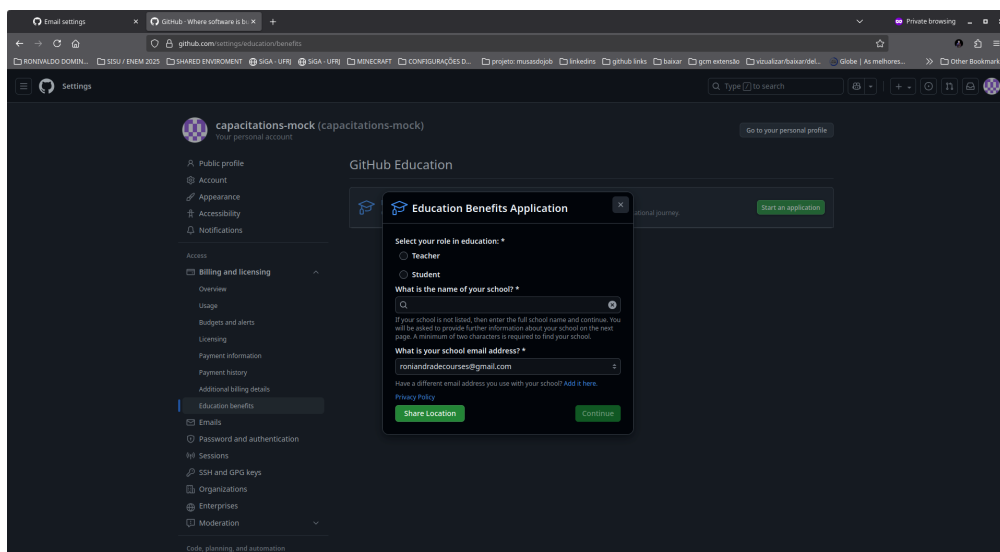 Email settings
GitHub · Where software is bu
Private browsing
github.com/settings/education/benefits
RONIVALDO DOMIN...
SISU / ENEM 2025
SHARED ENVIROMENT
SiGA - UFRJ
SiGA - UFRJ
MINECRAFT
CONFIGURAÇÕES D...
projeto: musasdojob
linkedins
github links
baixar
gcm extensão
vizualizar/baixar/del...
Globe | As melhores...
Other Bookmark
Settings
Type / to search
capacitations-mock (capacitations-mock)
Your personal account
Go to your personal profile
Public profile
Account
Appearance
Accessibility
Notifications
Access
Billing and licensing
Overview
Usage
Budgets and alerts
Licensing
Payment information
Payment history
Additional billing details
Education benefits
Emails
Password and authentication
Sessions
SSH and GPG keys
Organizations
Enterprises
Moderation
Code, planning, and automation
GitHub Education
ational journey.
Start an application
Education Benefits Application
Select your role in education: *
Teacher
Student
What is the name of your school? *
If your school is not listed, then enter the full school name and continue. You
will be asked to provide further information about your school on the next
page. A minimum of two characters is required to find your school.
What is your school email address? *
roniandradecourses@gmail.com
Have a different email address you use with your school? Add it here.
Privacy Policy
Share Location
Continue